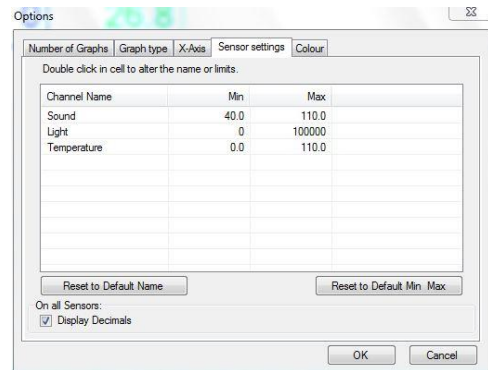 Options
26.8
Number of Graphs Graph type X-Axis Sensor settings Colour
Double click in cell to alter the name or limits.
Channel Name Min Max
Sound 40.0 110.0
Light 0 100000
Temperature 0.0 110.0
Reset to Default Name Reset to Default Min Max
On all Sensors:
Display Decimals
OK Cancel